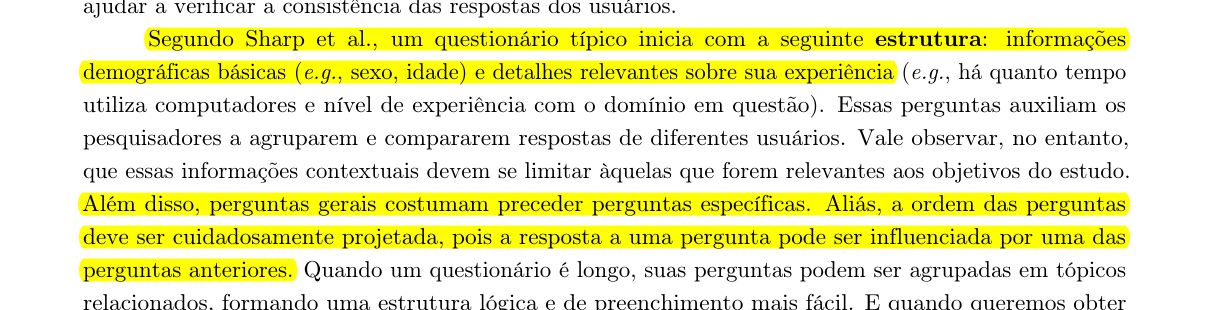 ajudar a verificar a consistência das respostas dos usuários.
Segundo Sharp et al., um questionário típico inicia com a seguinte estrutura: informações
demográficas básicas (e.g., sexo, idade) e detalhes relevantes sobre sua experiência (e.g., há quanto tempo
utiliza computadores e nível de experiência com o domínio em questão). Essas perguntas auxiliam os
pesquisadores a agruparem e compararem respostas de diferentes usuários. Vale observar, no entanto,
que essas informações contextuais devem se limitar àquelas que forem relevantes aos objetivos do estudo.
Além disso, perguntas gerais costumam preceder perguntas específicas. Aliás, a ordem das perguntas
deve ser cuidadosamente projetada, pois a resposta a uma pergunta pode ser influenciada por uma das
perguntas anteriores. Quando um questionário é longo, suas perguntas podem ser agrupadas em tópicos
relacionados, formando uma estrutura lógica e de preenchimento mais fácil. E quando queremos obter